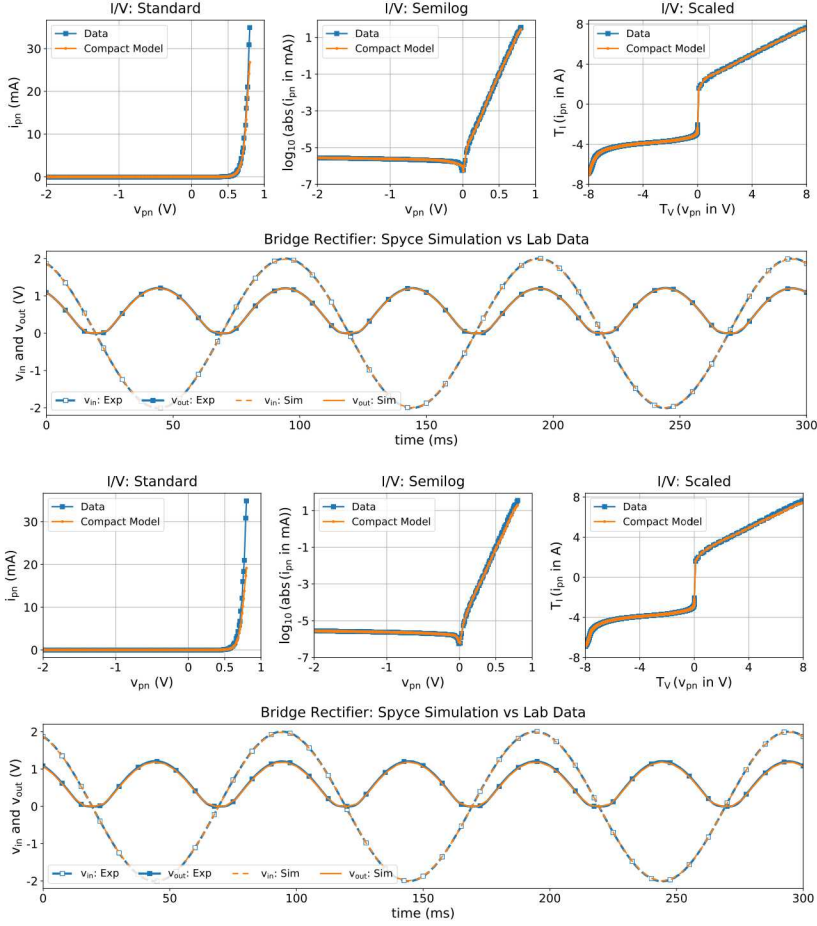 I/V: Standard
Data
Compact Model
30
20
10
0
-2
-1
0
0.5
1
i_pn (mA)
v_pn (V)
I/V: Semilog
Data
Compact Model
1
-1
-3
-5
-7
-2
-1
0
1
log10 (abs (i_pn in mA))
v_pn (V)
I/V: Scaled
Data
Compact Model
8
4
0
-4
-8
-8
-4
0
4
8
T_I (i_pn in A)
T_V (v_pn in V)
Bridge Rectifier: Spyce Simulation vs Lab Data
2
1
0
-1
-2
v_in and v_out (V)
v_in: Exp v_out: Exp v_in: Sim v_out: Sim
0 50 100 150 200 250 300
time (ms)
I/V: Standard
Data
Compact Model
30
20
10
0
-2
-1
0
0.5
1
i_pn (mA)
v_pn (V)
I/V: Semilog
Data
Compact Model
1
-1
-3
-5
-7
-2
-1
0
1
log10 (abs (i_pn in mA))
v_pn (V)
I/V: Scaled
Data
Compact Model
8
4
0
-4
-8
-8
-4
0
4
8
T_I (i_pn in A)
T_V (v_pn in V)
Bridge Rectifier: Spyce Simulation vs Lab Data
2
1
0
-1
-2
v_in and v_out (V)
v_in: Exp v_out: Exp v_in: Sim v_out: Sim
0 50 100 150 200 250 300
time (ms)